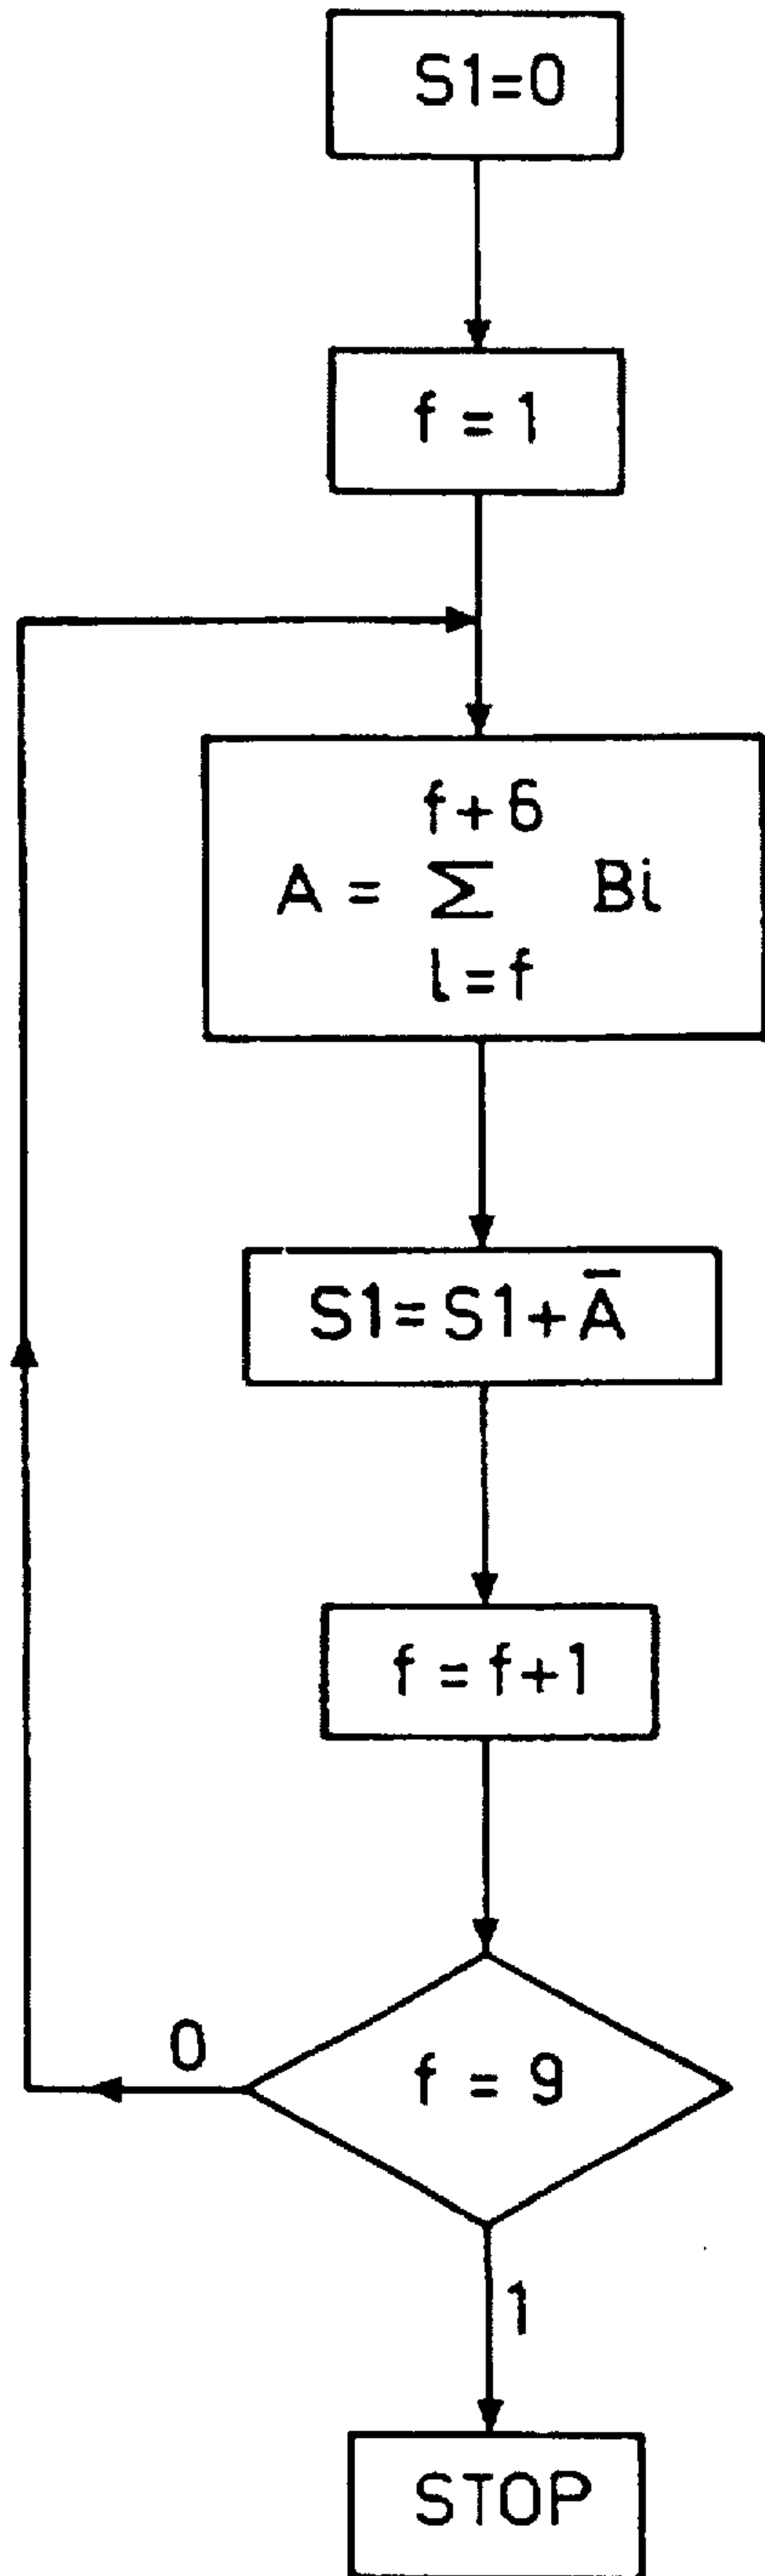 S1=0
f = 1
f+6
A = Σ Bi
i=f
S1=S1+Ā
f = f+1
0
f = 9
1
STOP